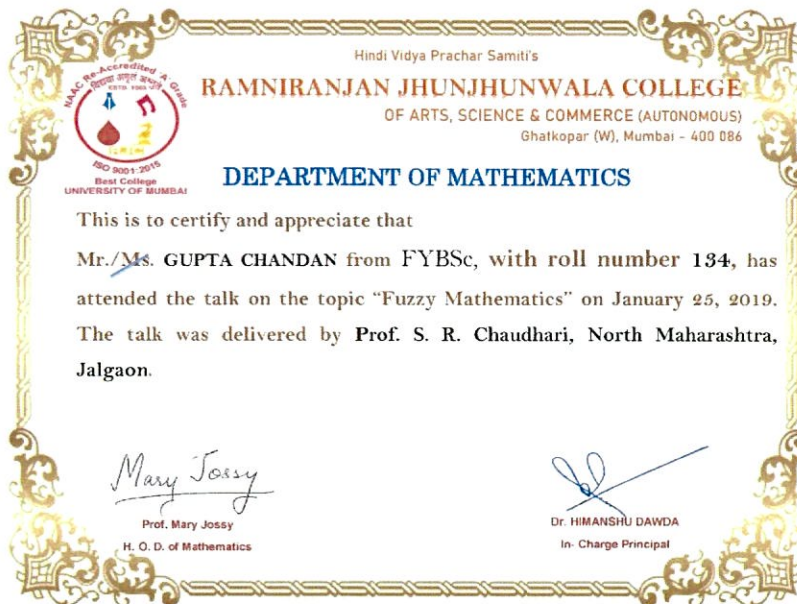 NAAC Re-Accredited 'A' Grade
ESTD. 1963
ISO 9001:2015
Best College
UNIVERSITY OF MUMBAI
Hindi Vidya Prachar Samiti's
RAMNIRANJAN JHUNJHUNWALA COLLEGE
OF ARTS, SCIENCE & COMMERCE (AUTONOMOUS)
Ghatkopar (W), Mumbai - 400 086
DEPARTMENT OF MATHEMATICS
This is to certify and appreciate that
Mr./Ms. GUPTA CHANDAN from FYBSc, with roll number 134, has
attended the talk on the topic “Fuzzy Mathematics” on January 25, 2019.
The talk was delivered by Prof. S. R. Chaudhari, North Maharashtra,
Jalgaon.
Mary Jossy
Prof. Mary Jossy
H. O. D. of Mathematics
Dr. HIMANSHU DAWDA
In- Charge Principal